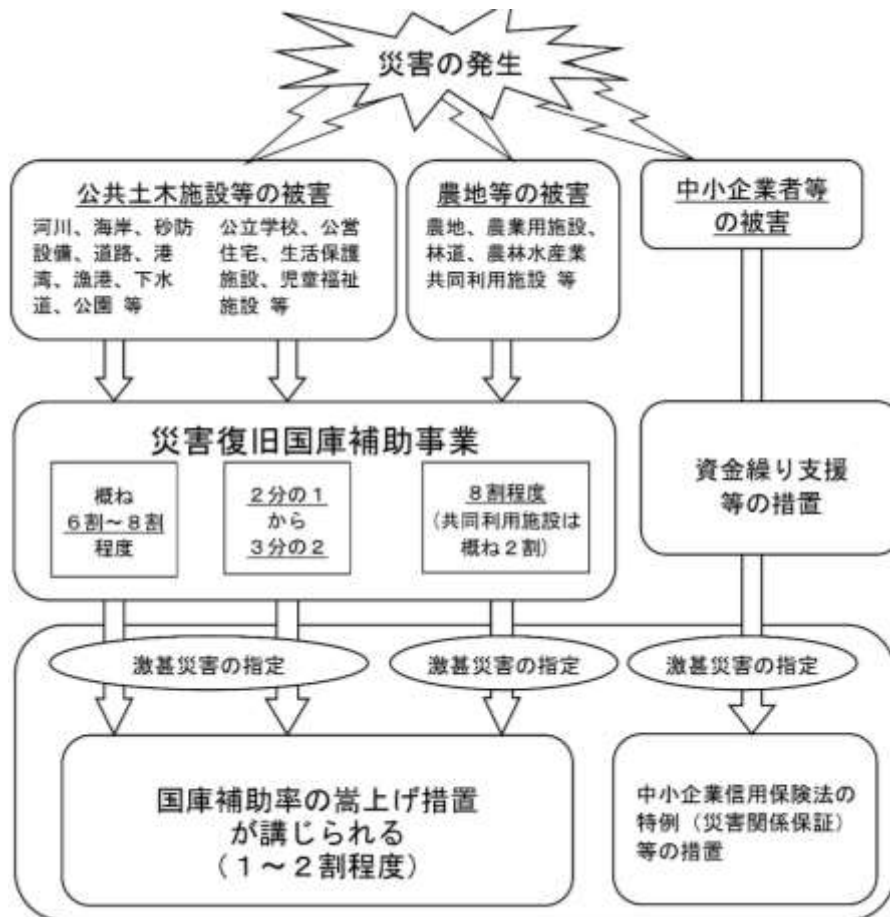 災害の発生
公共土木施設等の被害
河川、海岸、砂防
設備、道路、港
湾、漁港、下水
道、公園 等
公立学校、公営
住宅、生活保護
施設、児童福祉
施設 等
農地等の被害
農地、農業用施設、
林道、農林水産業
共同利用施設 等
中小企業者等
の被害
災害復旧国庫補助事業
概ね
６割～８割
程度
２分の１
から
３分の２
８割程度
(共同利用施設は
概ね２割)
資金繰り支援
等の措置
激甚災害の指定
激甚災害の指定
激甚災害の指定
国庫補助率の嵩上げ措置
が講じられる
(１～２割程度)
中小企業信用保険法の
特例（災害関係保証）
等の措置